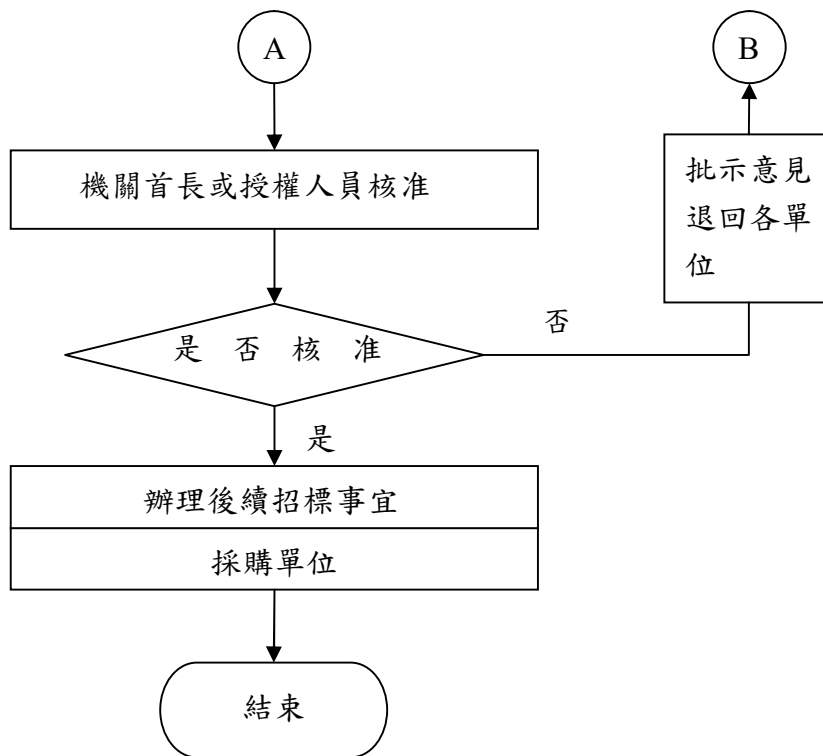 A
B
機關首長或授權人員核准
批示意見
退回各單
位
是否核准
否
是
辦理後續招標事宜
採購單位
結束